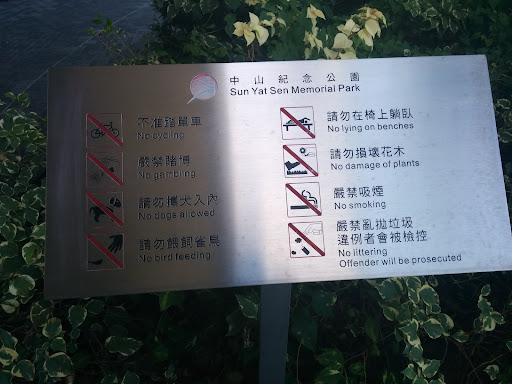 中山紀念公園
Sun Yat Sen Memorial Park
不准踏單車
No cycling
嚴禁賭博
No gambling
請勿攜犬入內
No dogs allowed
請勿餵飼雀鳥
No bird feeding
請勿在椅上躺臥
No lying on benches
請勿損壞花木
No damage of plants
嚴禁吸煙
No smoking
嚴禁亂拋垃圾
違例者會被檢控
No littering
Offender will be prosecuted